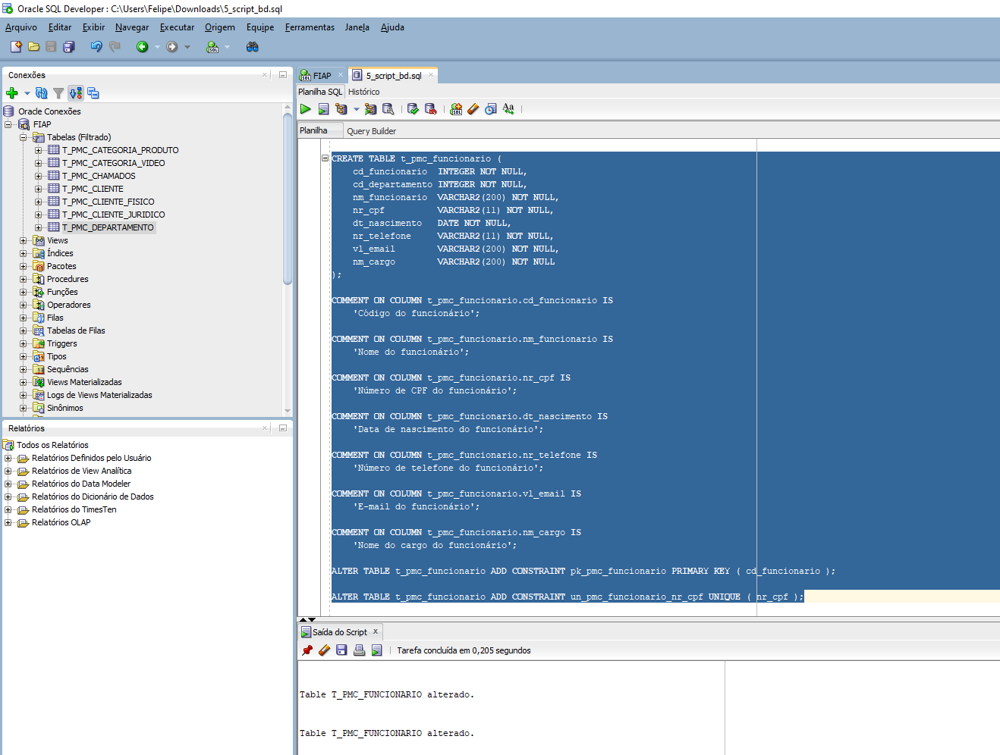 Oracle SQL Developer : C:\Users\Felipe\Downloads\5_script_bd.sql
Arquivo Editar Exibir Navegar Executar Origem Equipe Ferramentas Janela Ajuda
Conexões
Oracle Conexões
FIAP
Tabelas (Filtrado)
T_PMC_CATEGORIA_PRODUTO
T_PMC_CATEGORIA_VIDEO
T_PMC_CHAMADOS
T_PMC_CLIENTE
T_PMC_CLIENTE_FISICO
T_PMC_CLIENTE_JURIDICO
T_PMC_DEPARTAMENTO
Views
Índices
Pacotes
Procedures
Funções
Operadores
Filas
Tabelas de Filas
Triggers
Tipos
Sequências
Views Materializadas
Logs de Views Materializadas
Sinônimos
Relatórios
Todos os Relatórios
Relatórios Definidos pelo Usuário
Relatórios de View Analítica
Relatórios do Data Modeler
Relatórios do Dicionário de Dados
Relatórios do TimesTen
Relatórios OLAP
FIAP 5_script_bd.sql
Planilha SQL Histórico
Planilha Query Builder
CREATE TABLE t_pmc_funcionario (
cd_funcionario INTEGER NOT NULL,
cd_departamento INTEGER NOT NULL,
nm_funcionario VARCHAR2(200) NOT NULL,
nr_cpf VARCHAR2(11) NOT NULL,
dt_nascimento DATE NOT NULL,
nr_telefone VARCHAR2(11) NOT NULL,
vl_email VARCHAR2(200) NOT NULL,
nm_cargo VARCHAR2(200) NOT NULL
);
COMMENT ON COLUMN t_pmc_funcionario.cd_funcionario IS
'Código do funcionário';
COMMENT ON COLUMN t_pmc_funcionario.nm_funcionario IS
'Nome do funcionário';
COMMENT ON COLUMN t_pmc_funcionario.nr_cpf IS
'Número de CPF do funcionário';
COMMENT ON COLUMN t_pmc_funcionario.dt_nascimento IS
'Data de nascimento do funcionário';
COMMENT ON COLUMN t_pmc_funcionario.nr_telefone IS
'Número de telefone do funcionário';
COMMENT ON COLUMN t_pmc_funcionario.vl_email IS
'E-mail do funcionário';
COMMENT ON COLUMN t_pmc_funcionario.nm_cargo IS
'Nome do cargo do funcionário';
ALTER TABLE t_pmc_funcionario ADD CONSTRAINT pk_pmc_funcionario PRIMARY KEY ( cd_funcionario );
ALTER TABLE t_pmc_funcionario ADD CONSTRAINT un_pmc_funcionario_nr_cpf UNIQUE ( nr_cpf );
Saída do Script
Tarefa concluída em 0,205 segundos
Table T_PMC_FUNCIONARIO alterado.
Table T_PMC_FUNCIONARIO alterado.